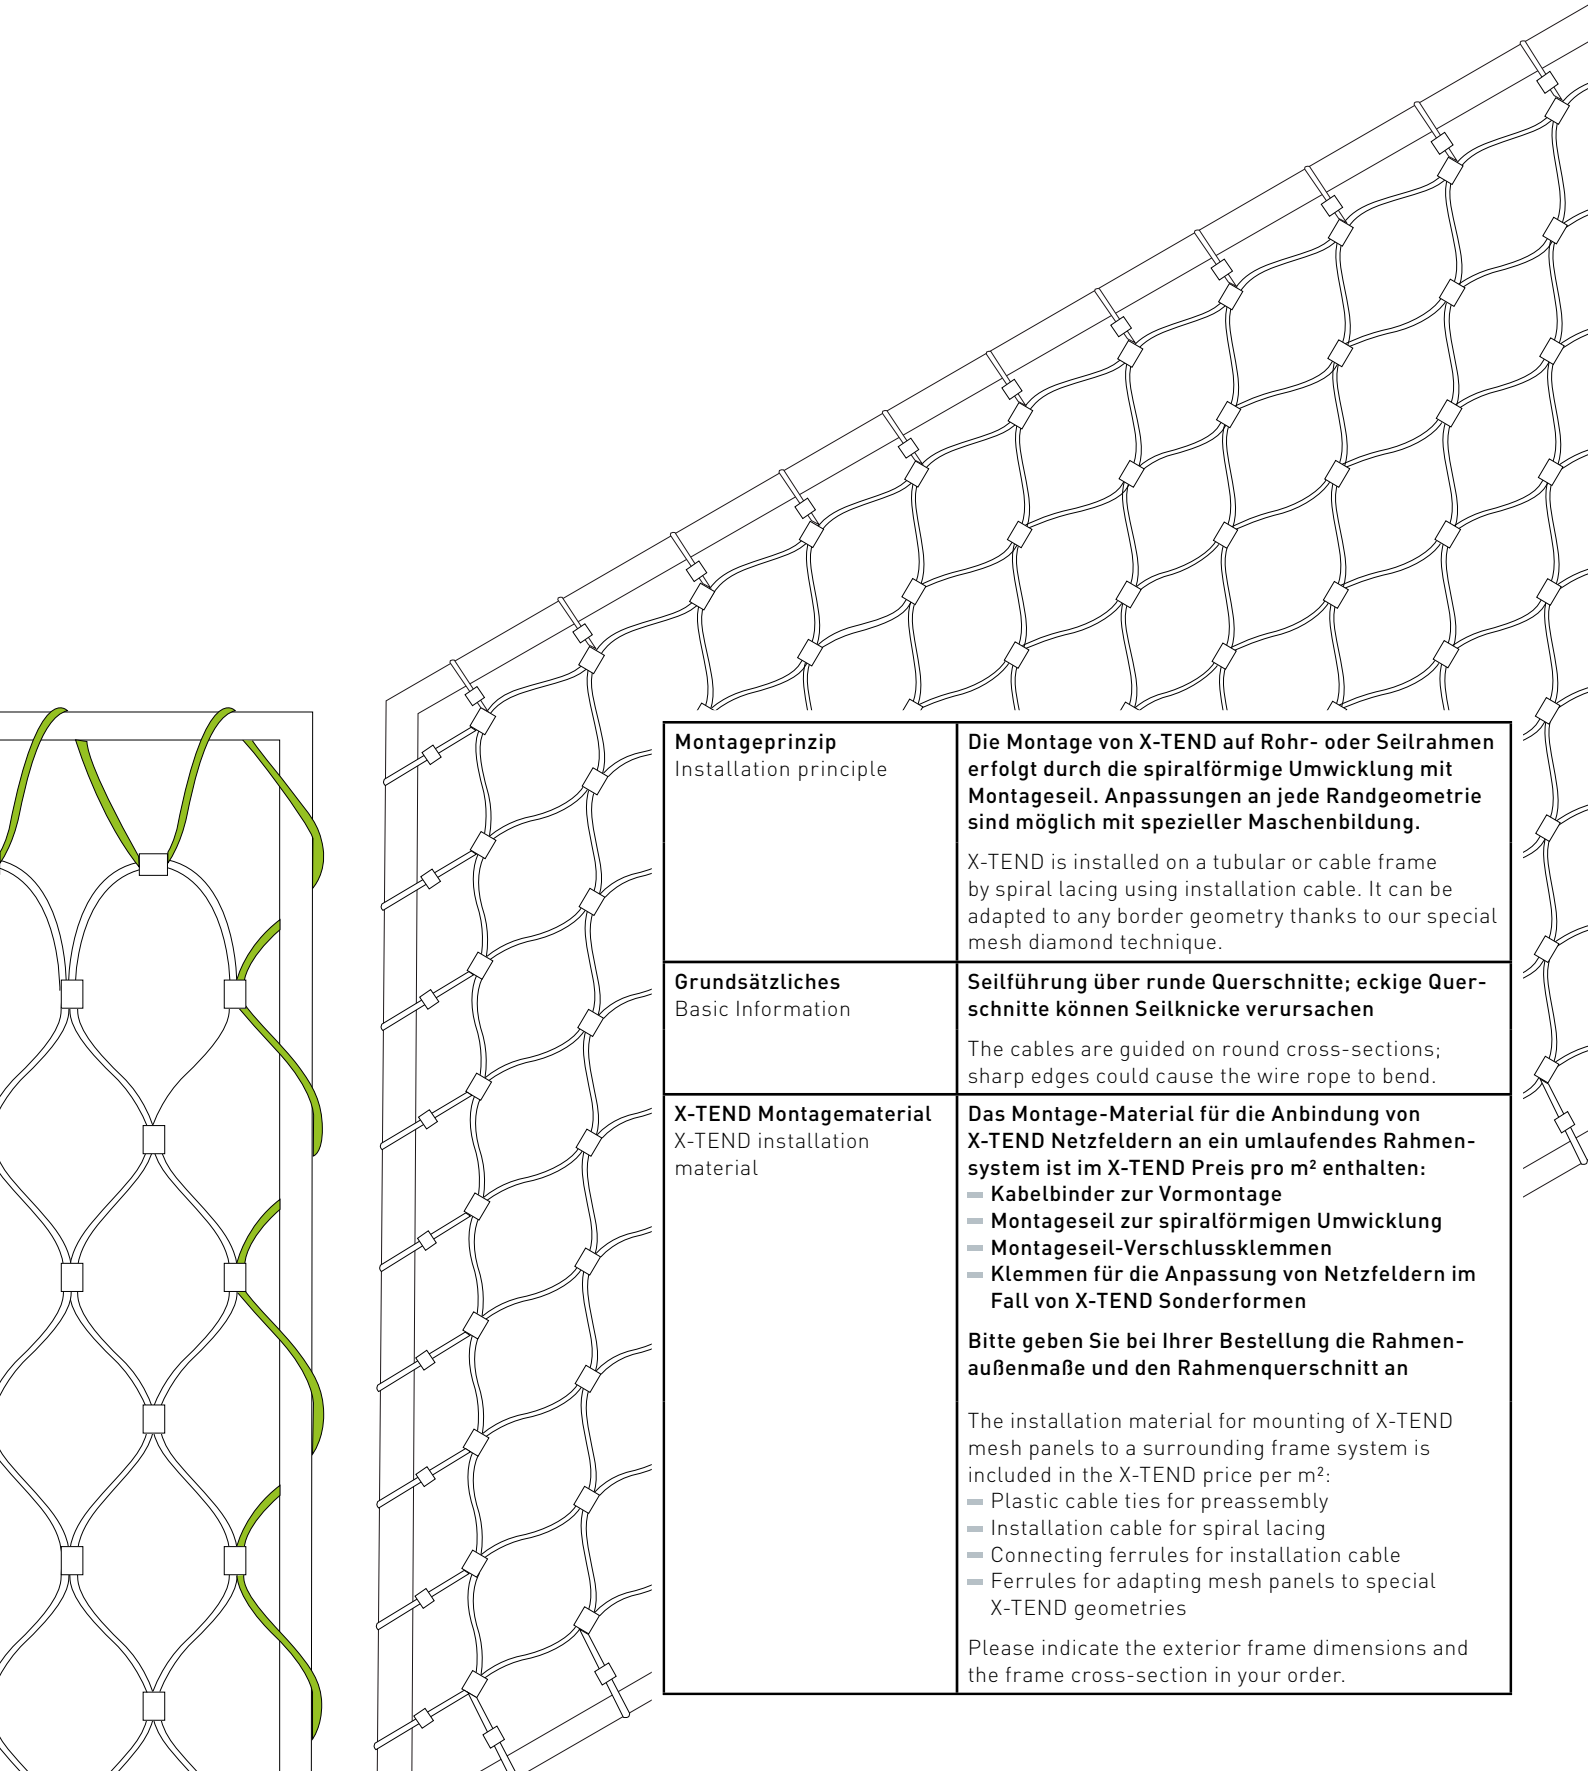 Montageprinzip
Installation principle
Die Montage von X-TEND auf Rohr- oder Seilrahmen
erfolgt durch die spiralförmige Umwicklung mit
Montageseil. Anpassungen an jede Randgeometrie
sind möglich mit spezieller Maschenbildung.
X-TEND is installed on a tubular or cable frame
by spiral lacing using installation cable. It can be
adapted to any border geometry thanks to our special
mesh diamond technique.
Grundsätzliches
Basic Information
Seilführung über runde Querschnitte; eckige Quer-
schnitte können Seilknicke verursachen
The cables are guided on round cross-sections;
sharp edges could cause the wire rope to bend.
X-TEND Montagematerial
X-TEND installation
material
Das Montage-Material für die Anbindung von
X-TEND Netzfeldern an ein umlaufendes Rahmen-
system ist im X-TEND Preis pro m² enthalten:
– Kabelbinder zur Vormontage
– Montageseil zur spiralförmigen Umwicklung
– Montageseil-Verschlussklemmen
– Klemmen für die Anpassung von Netzfeldern im
Fall von X-TEND Sonderformen
Bitte geben Sie bei Ihrer Bestellung die Rahmen-
außenmaße und den Rahmenquerschnitt an
The installation material for mounting of X-TEND
mesh panels to a surrounding frame system is
included in the X-TEND price per m²:
– Plastic cable ties for preassembly
– Installation cable for spiral lacing
– Connecting ferrules for installation cable
– Ferrules for adapting mesh panels to special
X-TEND geometries
Please indicate the exterior frame dimensions and
the frame cross-section in your order.